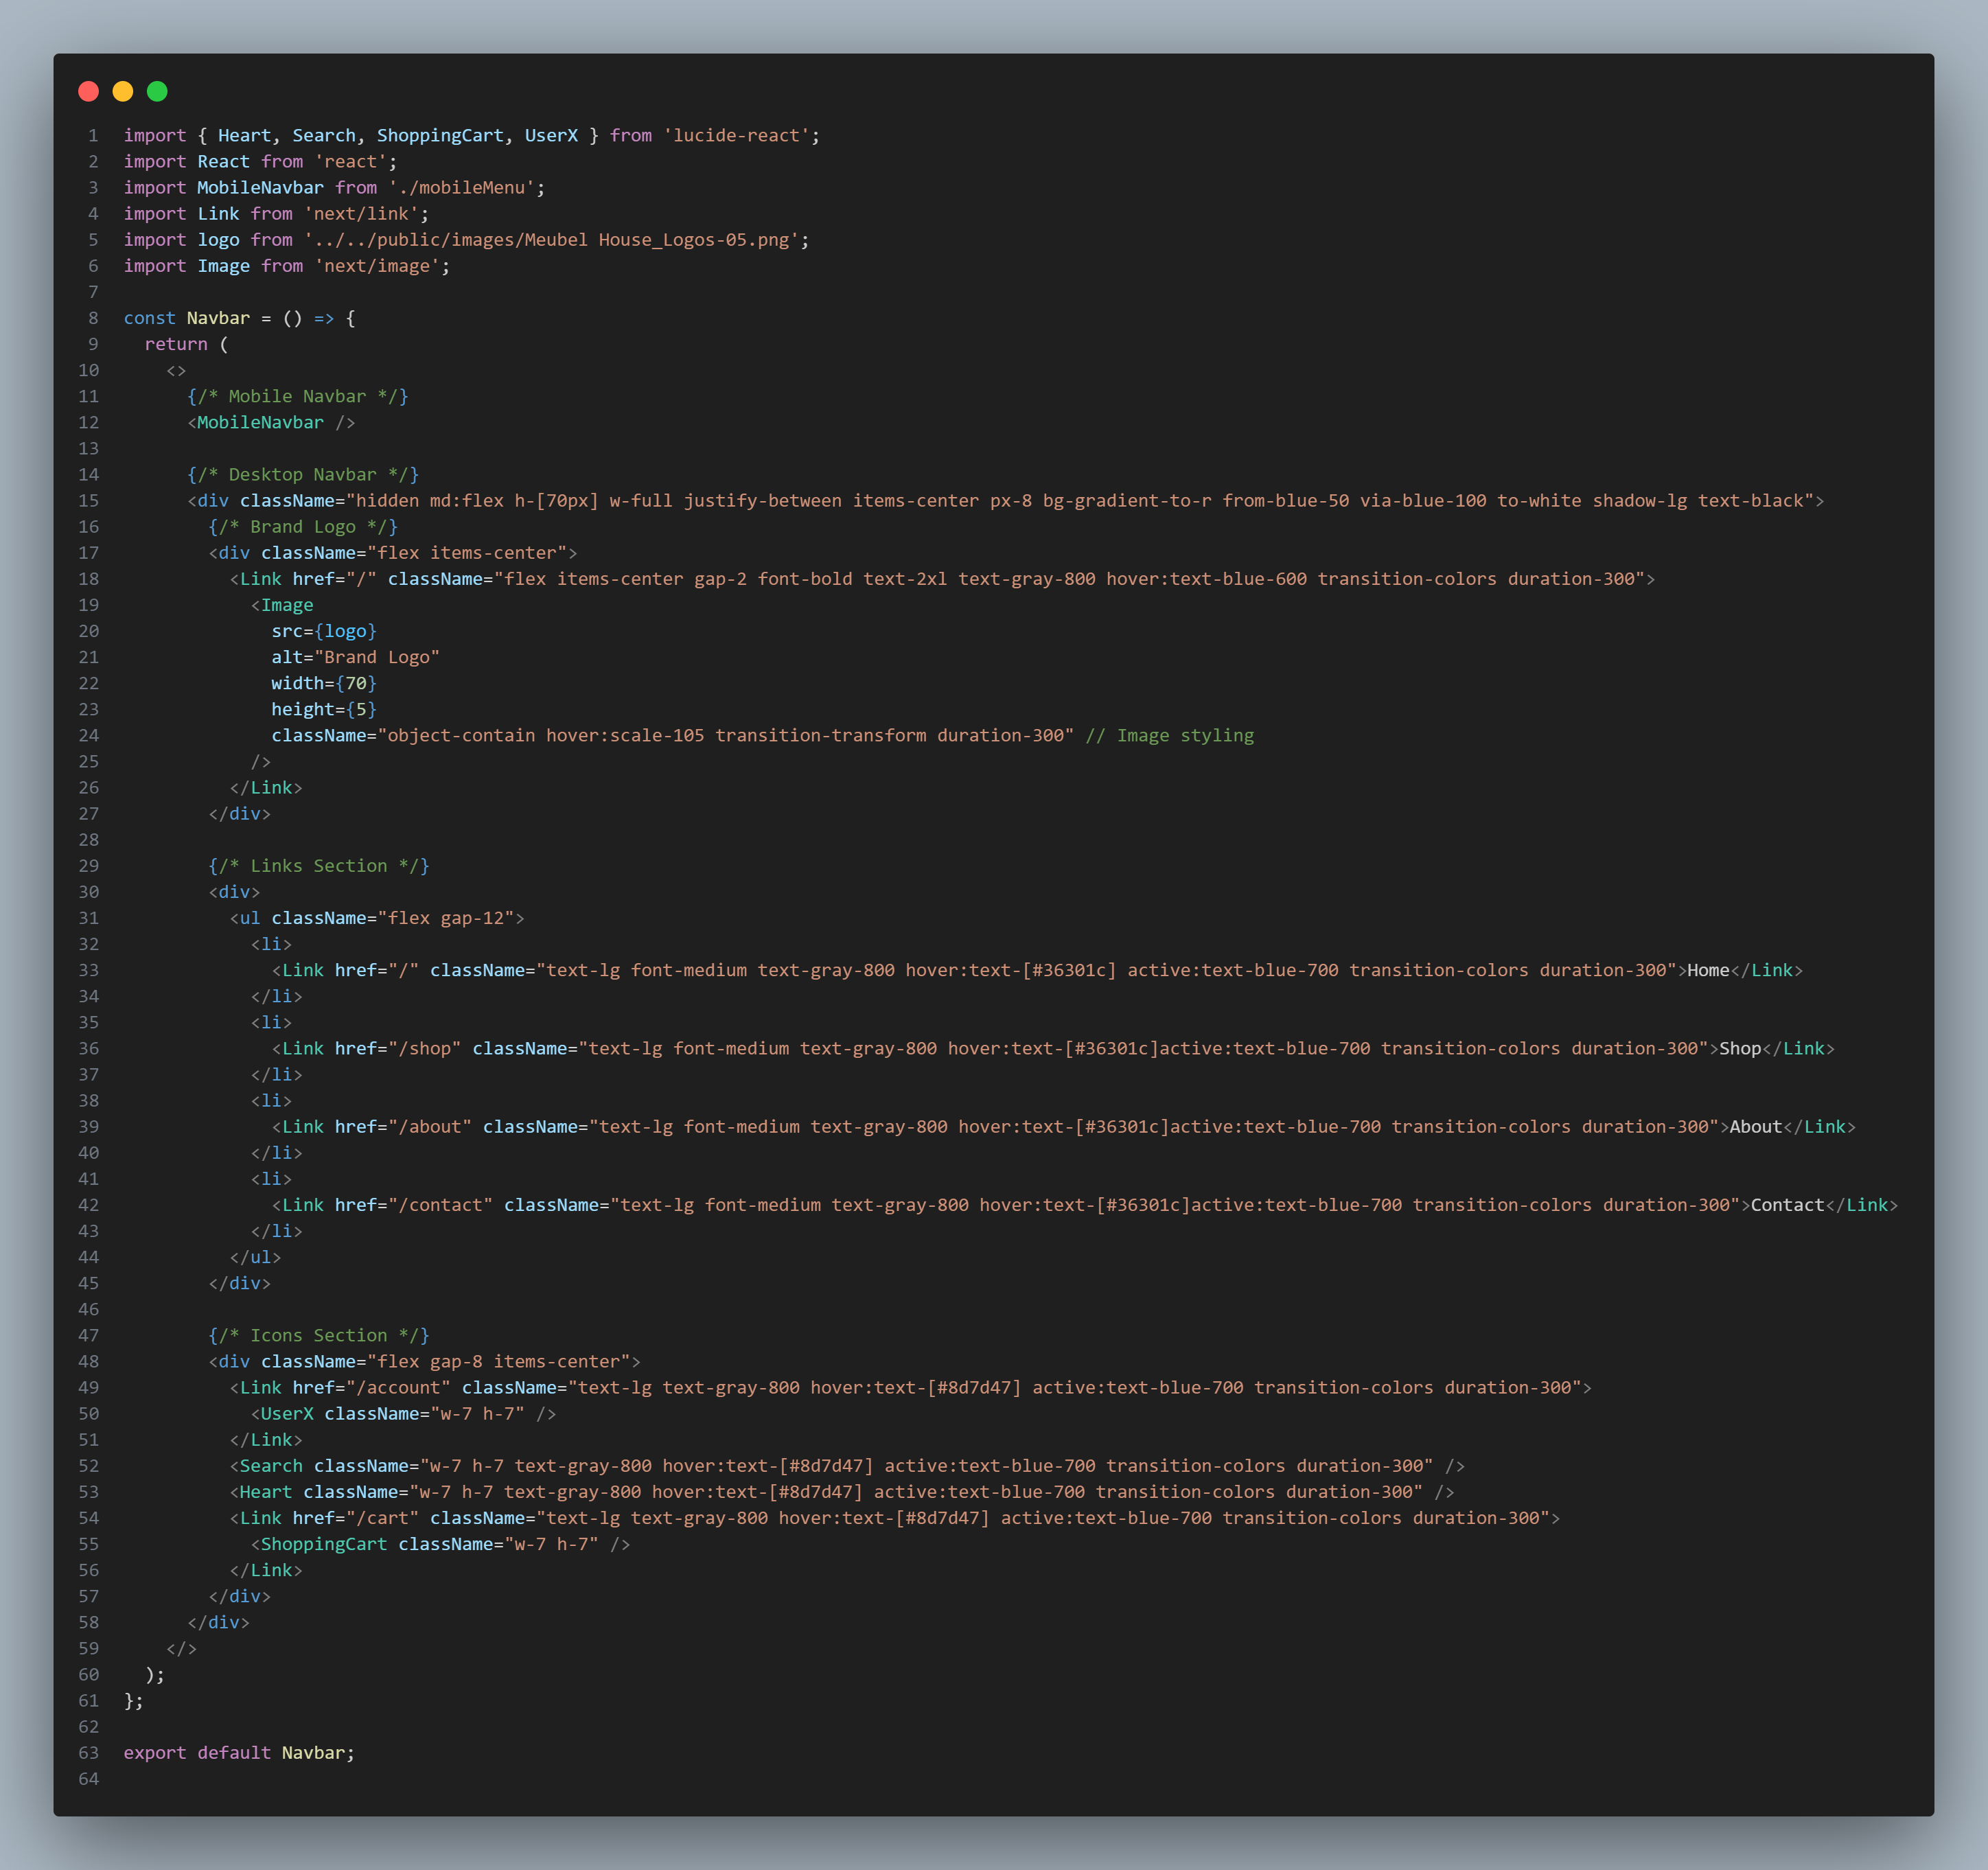 1 import { Heart, Search, ShoppingCart, UserX } from 'lucide-react';
2 import React from 'react';
3 import MobileNavbar from './mobileMenu';
4 import Link from 'next/link';
5 import logo from '../../public/images/Meubel House_Logos-05.png';
6 import Image from 'next/image';
7
8 const Navbar = () => {
9   return (
10     <>
11       {/* Mobile Navbar */}
12       <MobileNavbar />
13
14       {/* Desktop Navbar */}
15       <div className="hidden md:flex h-[70px] w-full justify-between items-center px-8 bg-gradient-to-r from-blue-50 via-blue-100 to-white shadow-lg text-black">
16         {/* Brand Logo */}
17         <div className="flex items-center">
18           <Link href="/" className="flex items-center gap-2 font-bold text-2xl text-gray-800 hover:text-blue-600 transition-colors duration-300">
19             <Image
20               src={logo}
21               alt="Brand Logo"
22               width={70}
23               height={5}
24               className="object-contain hover:scale-105 transition-transform duration-300" // Image styling
25             />
26           </Link>
27         </div>
28
29         {/* Links Section */}
30         <div>
31           <ul className="flex gap-12">
32             <li>
33               <Link href="/" className="text-lg font-medium text-gray-800 hover:text-[#36301c] active:text-blue-700 transition-colors duration-300">Home</Link>
34             </li>
35             <li>
36               <Link href="/shop" className="text-lg font-medium text-gray-800 hover:text-[#36301c]active:text-blue-700 transition-colors duration-300">Shop</Link>
37             </li>
38             <li>
39               <Link href="/about" className="text-lg font-medium text-gray-800 hover:text-[#36301c]active:text-blue-700 transition-colors duration-300">About</Link>
40             </li>
41             <li>
42               <Link href="/contact" className="text-lg font-medium text-gray-800 hover:text-[#36301c]active:text-blue-700 transition-colors duration-300">Contact</Link>
43             </li>
44           </ul>
45         </div>
46
47         {/* Icons Section */}
48         <div className="flex gap-8 items-center">
49           <Link href="/account" className="text-lg text-gray-800 hover:text-[#8d7d47] active:text-blue-700 transition-colors duration-300">
50             <UserX className="w-7 h-7" />
51           </Link>
52           <Search className="w-7 h-7 text-gray-800 hover:text-[#8d7d47] active:text-blue-700 transition-colors duration-300" />
53           <Heart className="w-7 h-7 text-gray-800 hover:text-[#8d7d47] active:text-blue-700 transition-colors duration-300" />
54           <Link href="/cart" className="text-lg text-gray-800 hover:text-[#8d7d47] active:text-blue-700 transition-colors duration-300">
55             <ShoppingCart className="w-7 h-7" />
56           </Link>
57         </div>
58       </div>
59     </>
60   );
61 };
62
63 export default Navbar;
64